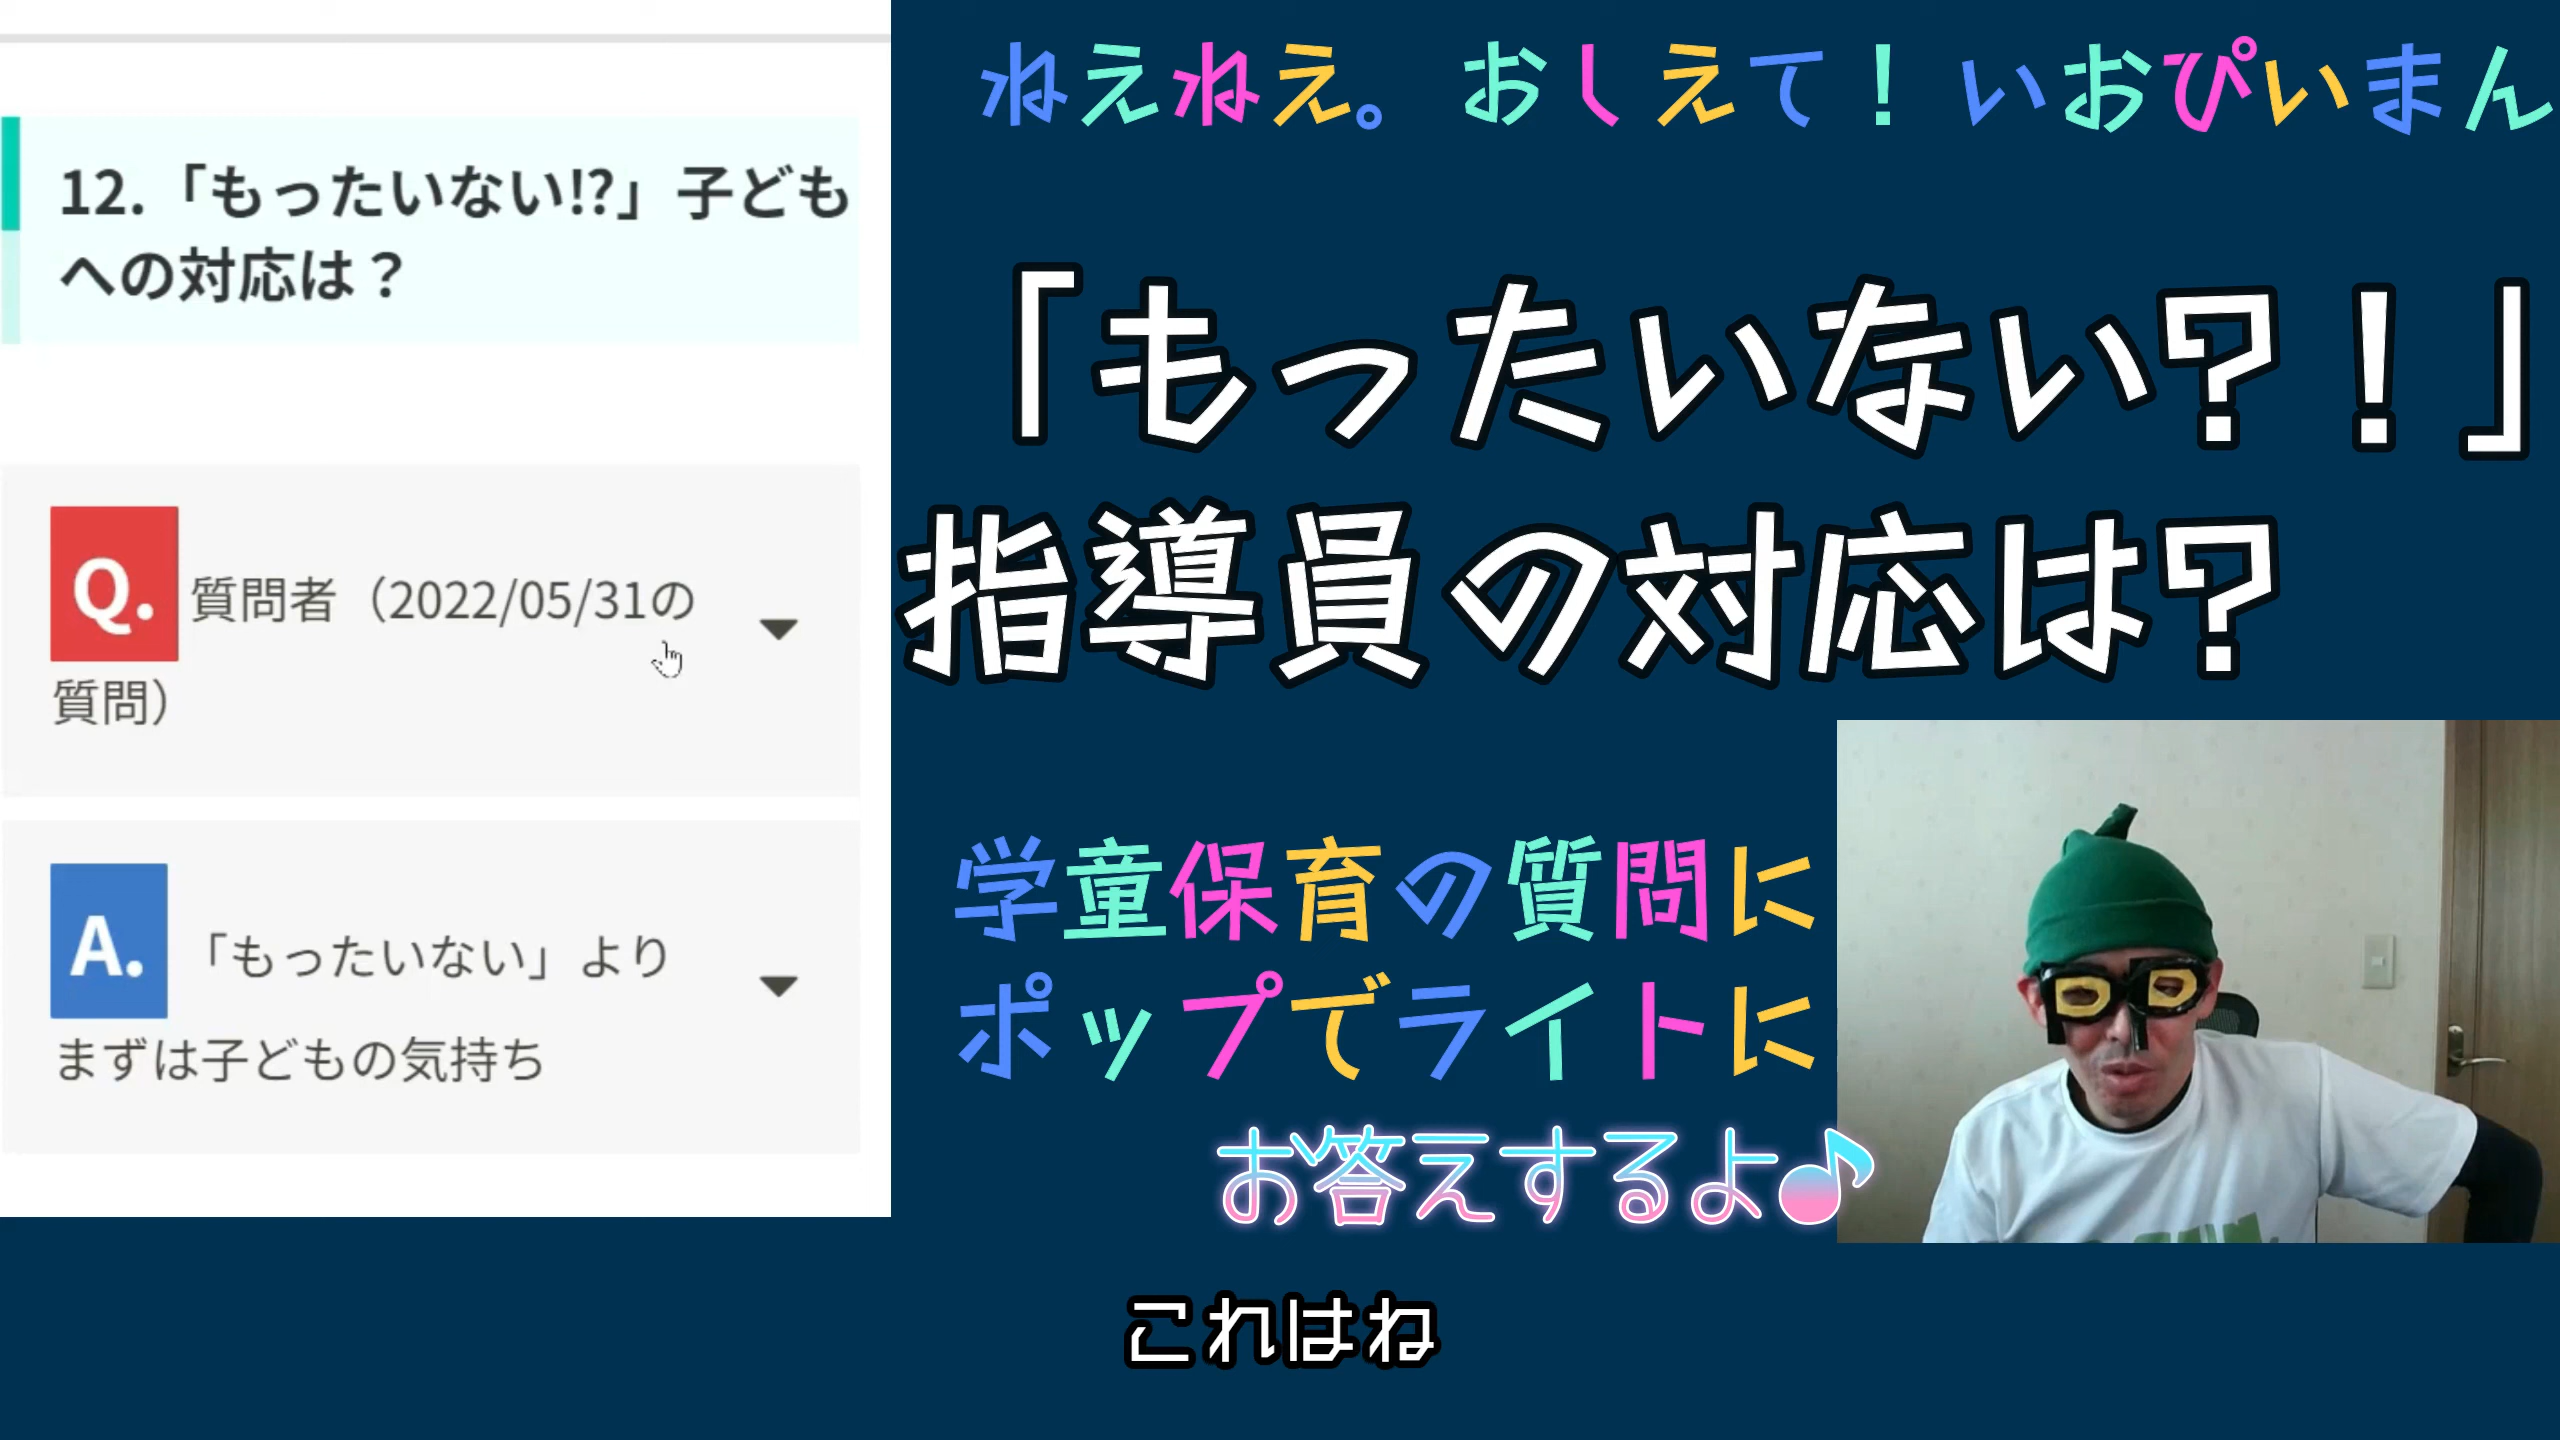 12.「もったいない!?」子ども
への対応は？
Q. 質問者（2022/05/31の
質問）
A. 「もったいない」より
まずは子どもの気持ち
ねえねえ。おしえて！いおぴいまん
「もったいない？！」
指導員の対応は？
学童保育の質問に
ポップでライトに
お答えするよ♪
これはね